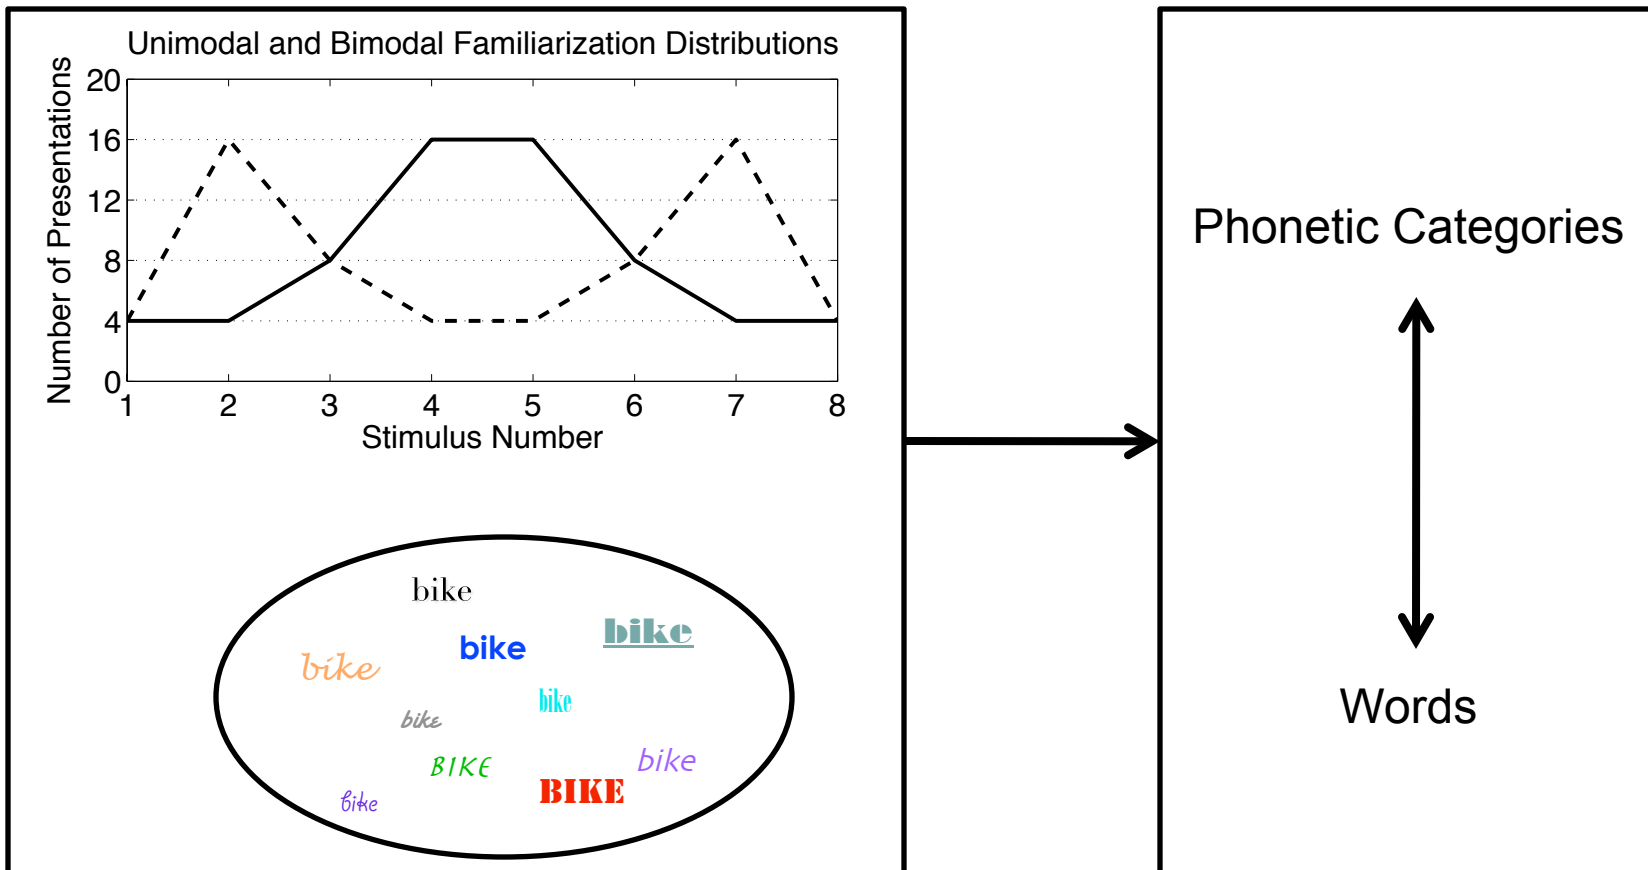 Unimodal and Bimodal Familiarization Distributions
Number of Presentations
20
16
12
8
4
0
1 2 3 4 5 6 7 8
Stimulus Number
bike
bike
bike
bike
bike
bike
BIKE
bike
BIKE
bike
Phonetic Categories
Words